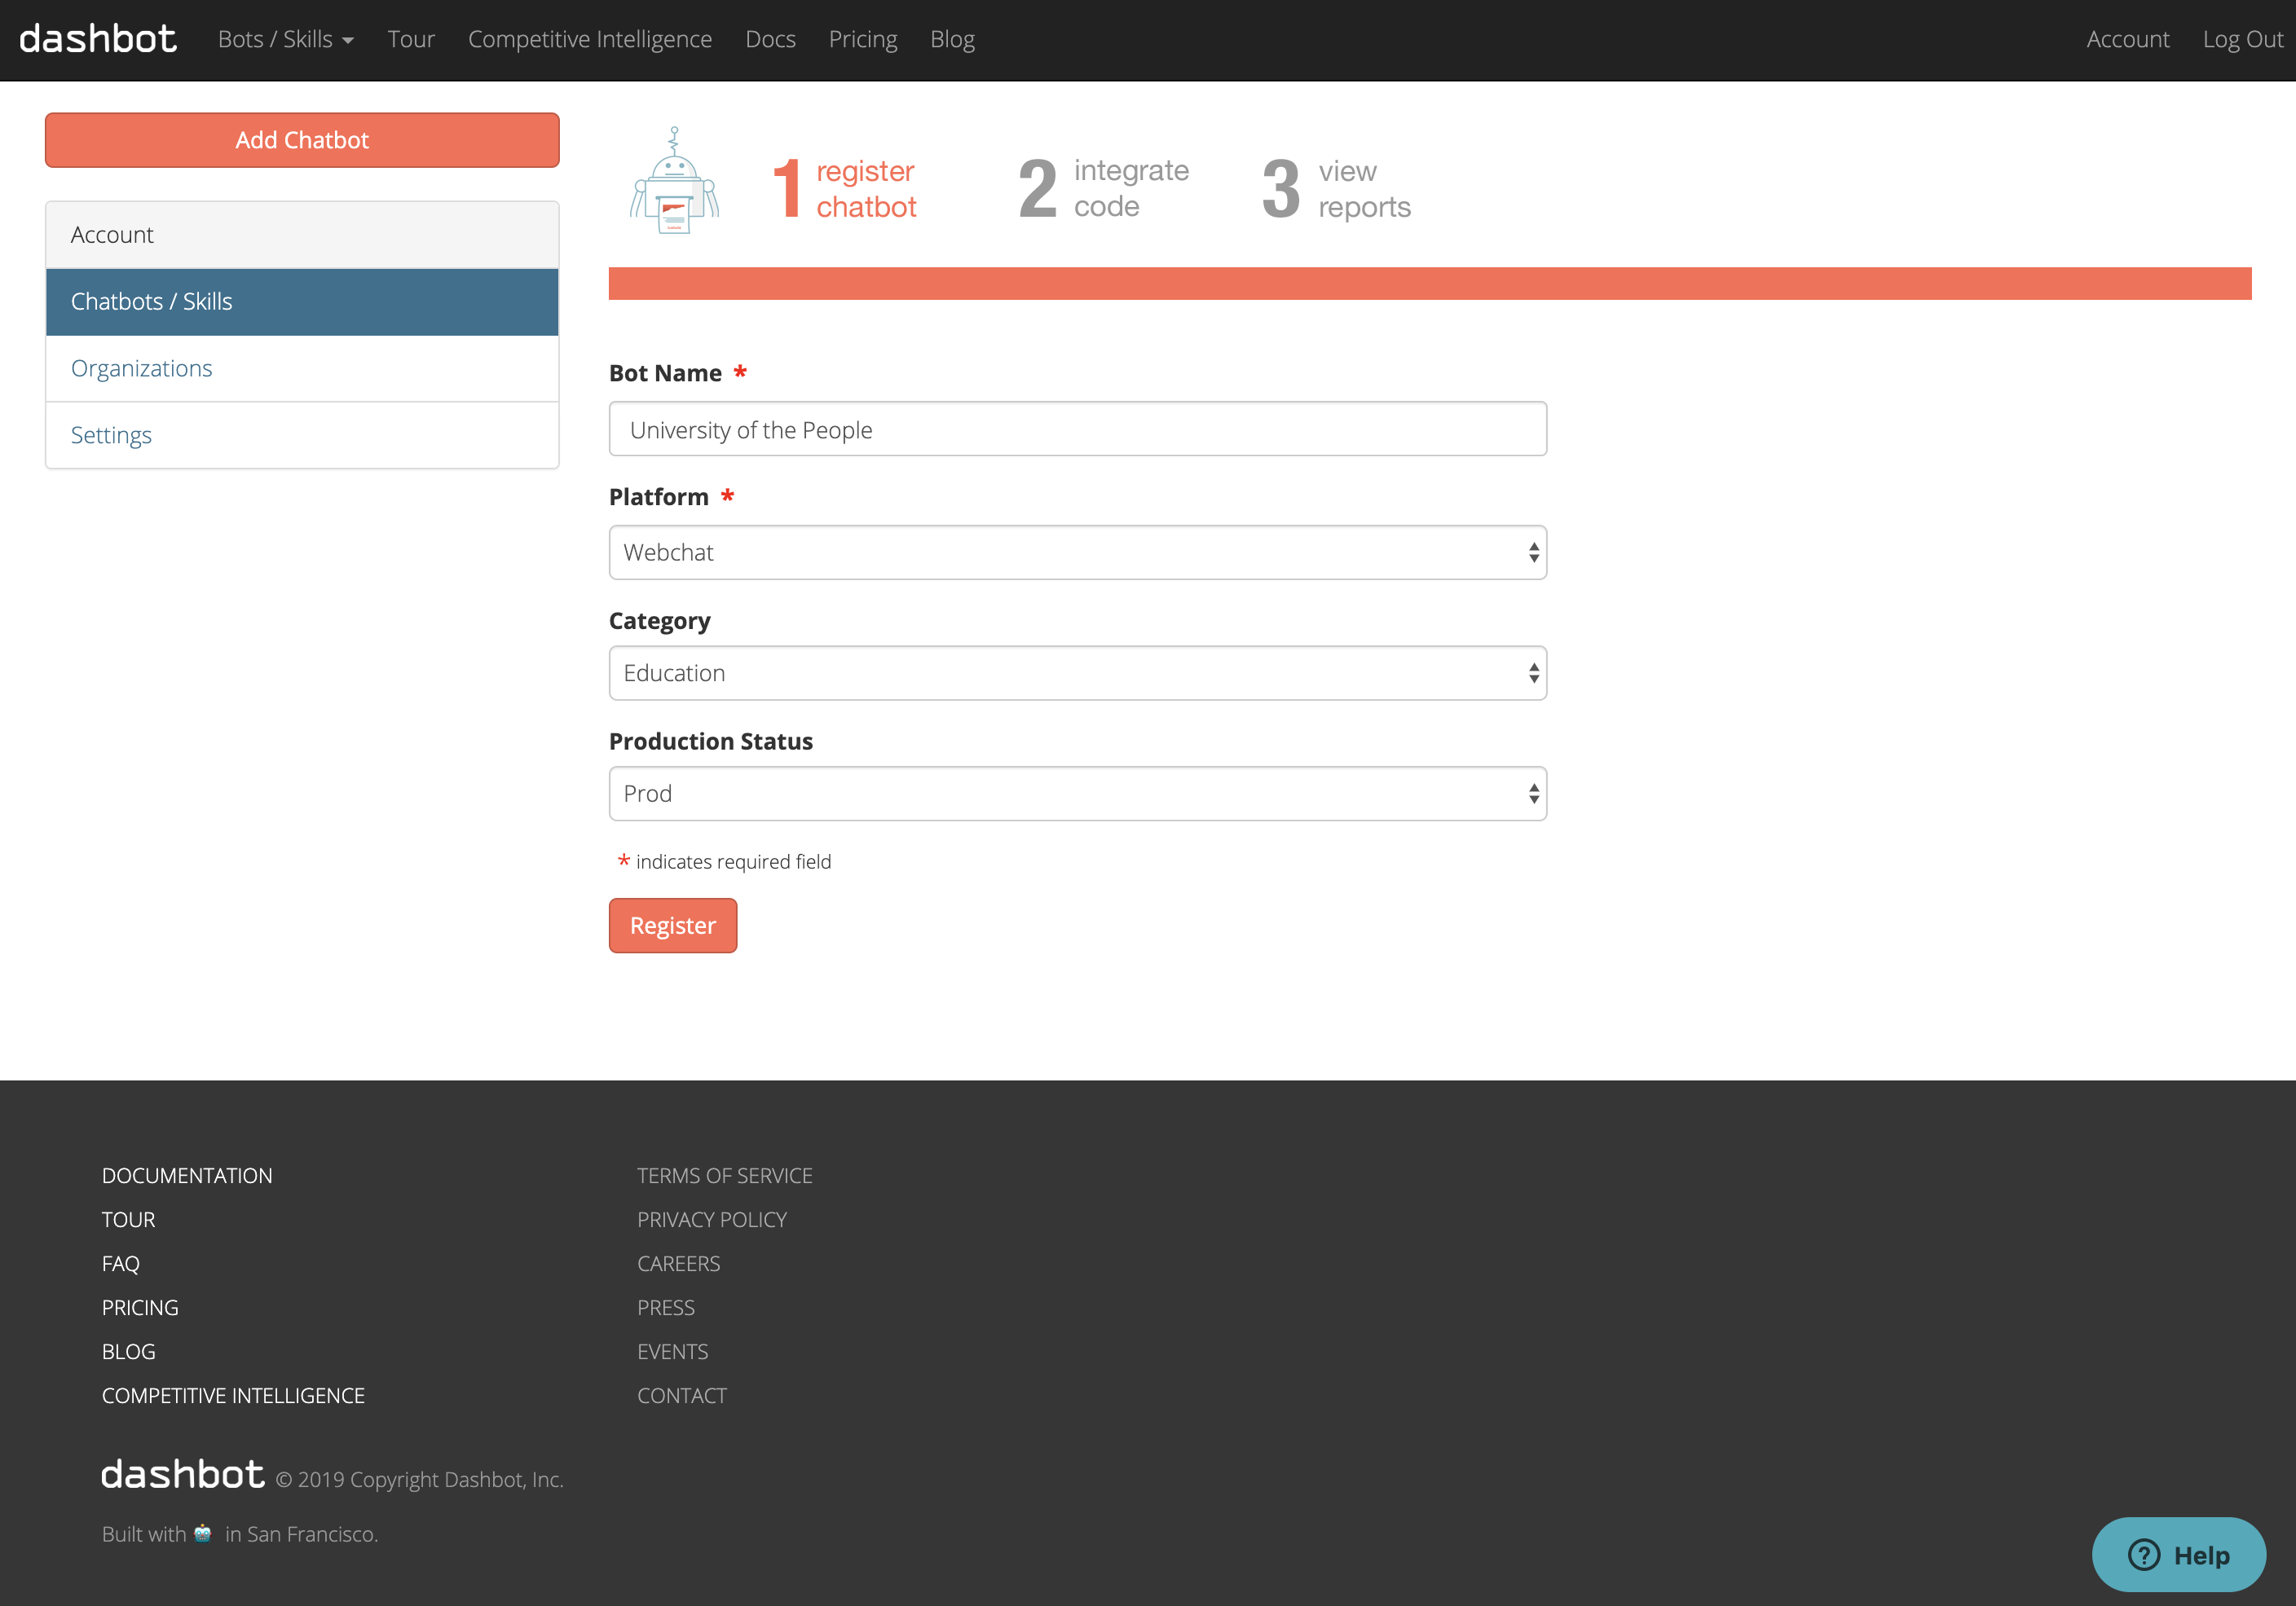 dashbot Bots / Skills Tour Competitive Intelligence Docs Pricing Blog Account Log Out
Add Chatbot
Account
Chatbots / Skills
Organizations
Settings
1 register chatbot
2 integrate code
3 view reports
Bot Name *
University of the People
Platform *
Webchat
Category
Education
Production Status
Prod
* indicates required field
Register
DOCUMENTATION
TOUR
FAQ
PRICING
BLOG
COMPETITIVE INTELLIGENCE
TERMS OF SERVICE
PRIVACY POLICY
CAREERS
PRESS
EVENTS
CONTACT
dashbot © 2019 Copyright Dashbot, Inc.
Built with in San Francisco.
? Help